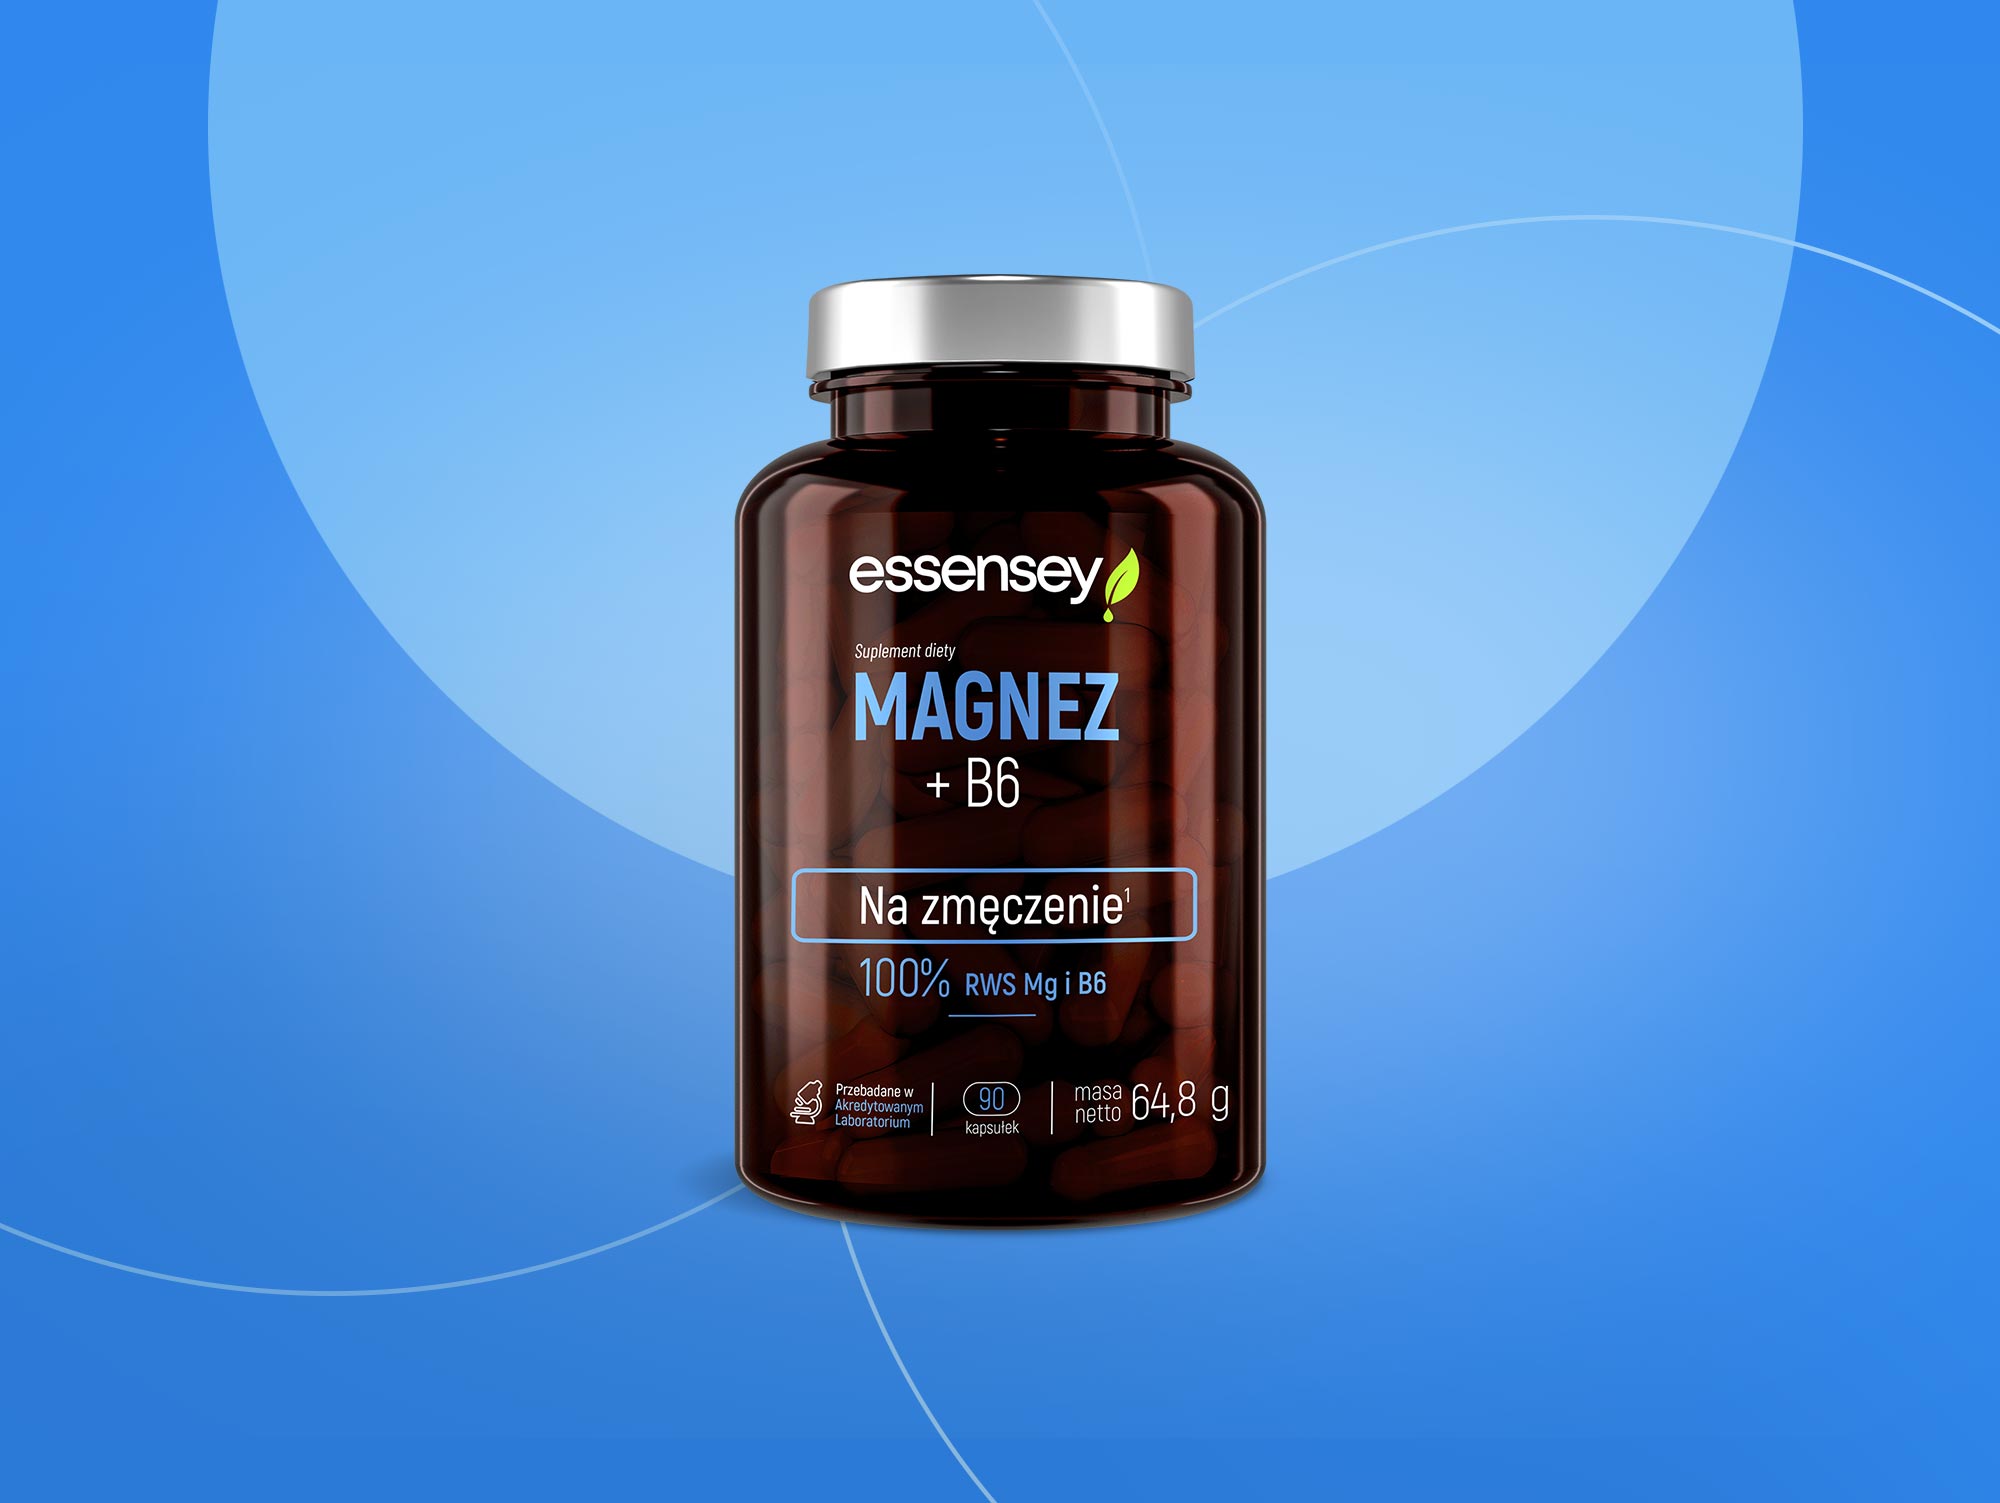 essensey
Suplement diety
MAGNEZ
+ B6
Na zmęczenie¹
100% RWS Mg i B6
Przebadane w
Akredytowanym
Laboratorium
90
kapsułek
masa
netto 64,8 g